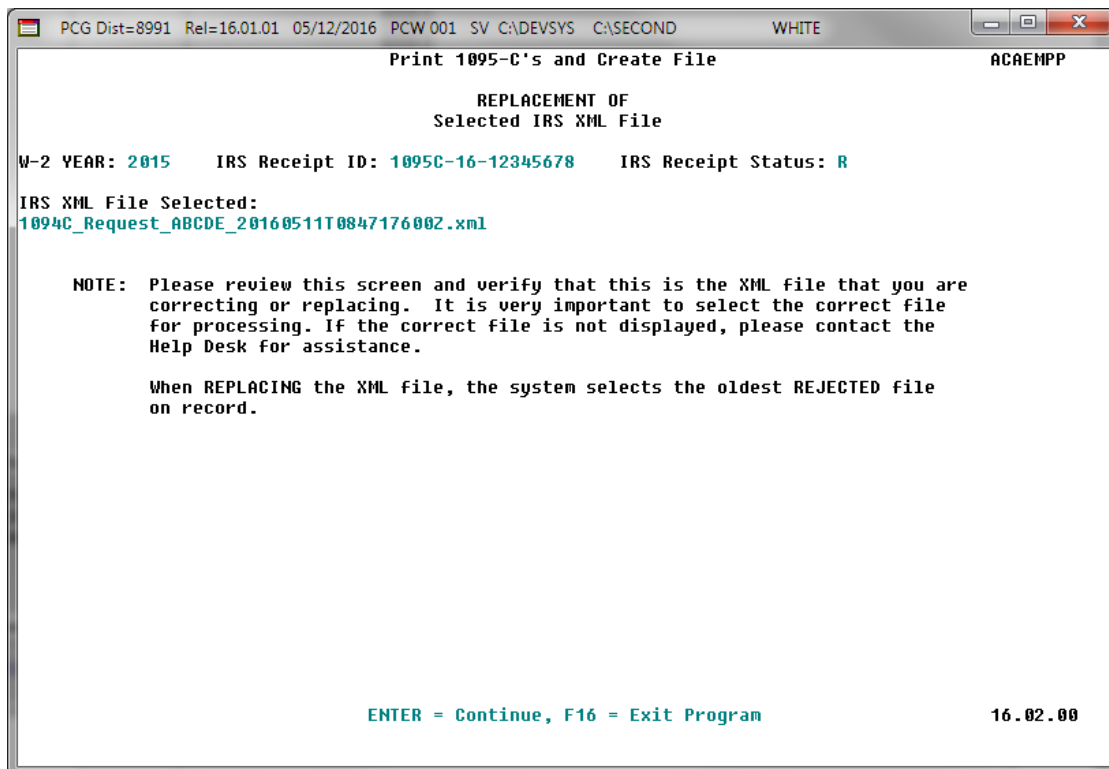 PCG Dist=8991 Rel=16.01.01 05/12/2016 PCW 001 SV C:\DEVSYS C:\SECOND WHITE
Print 1095-C's and Create File ACAEMPP
REPLACEMENT OF
Selected IRS XML File
W-2 YEAR: 2015 IRS Receipt ID: 1095C-16-12345678 IRS Receipt Status: R
IRS XML File Selected:
1094C_Request_ABCDE_20160511T084717600Z.xml
NOTE: Please review this screen and verify that this is the XML file that you are
correcting or replacing. It is very important to select the correct file
for processing. If the correct file is not displayed, please contact the
Help Desk for assistance.
When REPLACING the XML file, the system selects the oldest REJECTED file
on record.
ENTER = Continue, F16 = Exit Program 16.02.00